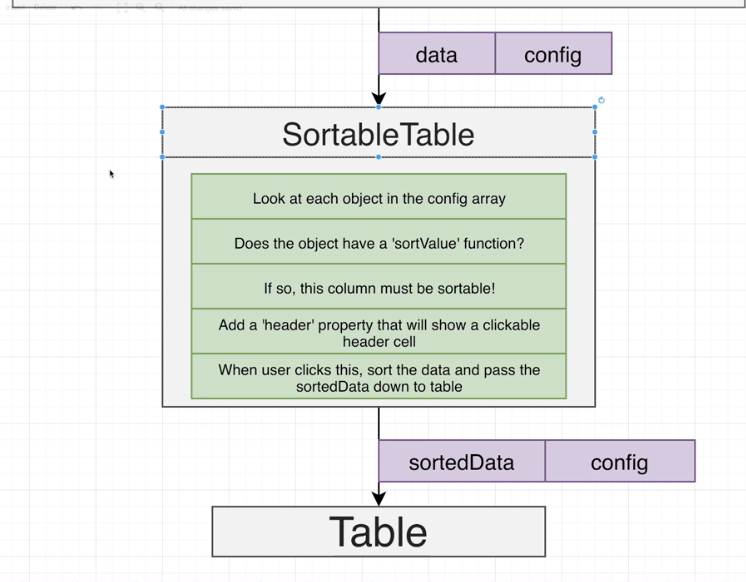 data config
SortableTable
Look at each object in the config array
Does the object have a 'sortValue' function?
If so, this column must be sortable!
Add a 'header' property that will show a clickable
header cell
When user clicks this, sort the data and pass the
sortedData down to table
sortedData config
Table